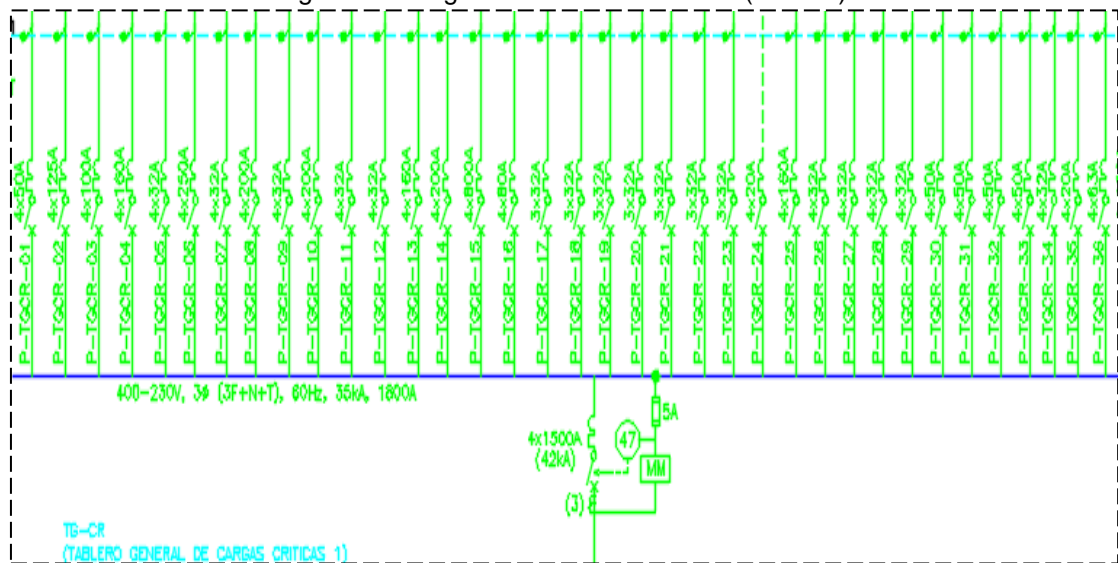 4x50A
4x125A
4x100A
4x160A
4x32A
4x250A
4x32A
4x200A
4x32A
4x200A
4x32A
4x32A
4x160A
4x200A
4x800A
4x80A
3x32A
3x32A
3x32A
3x32A
3x32A
3x32A
3x32A
4x20A
4x160A
4x32A
4x32A
4x32A
4x32A
4x50A
4x50A
4x50A
4x50A
4x32A
4x20A
4x63A
P-TGCR-01
P-TGCR-02
P-TGCR-03
P-TGCR-04
P-TGCR-05
P-TGCR-06
P-TGCR-07
P-TGCR-08
P-TGCR-09
P-TGCR-10
P-TGCR-11
P-TGCR-12
P-TGCR-13
P-TGCR-14
P-TGCR-15
P-TGCR-16
P-TGCR-17
P-TGCR-18
P-TGCR-19
P-TGCR-20
P-TGCR-21
P-TGCR-22
P-TGCR-23
P-TGCR-24
P-TGCR-25
P-TGCR-26
P-TGCR-27
P-TGCR-28
P-TGCR-29
P-TGCR-30
P-TGCR-31
P-TGCR-32
P-TGCR-33
P-TGCR-34
P-TGCR-35
P-TGCR-36
400-230V, 3Φ (3F+N+T), 60Hz, 35kA, 1800A
5A
4x1500A
(42kA)
47
MM
(3)
TG-CR
(TABLERO GENERAL DE CARGAS CRITICAS 1)